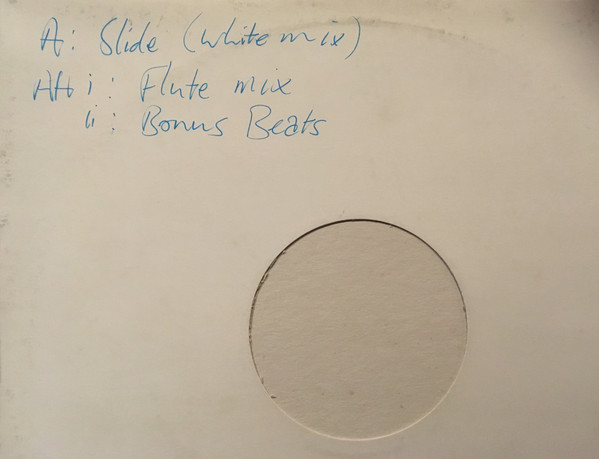 A: Slide (White mix)
AA i: Flute mix
ii: Bonus Beats